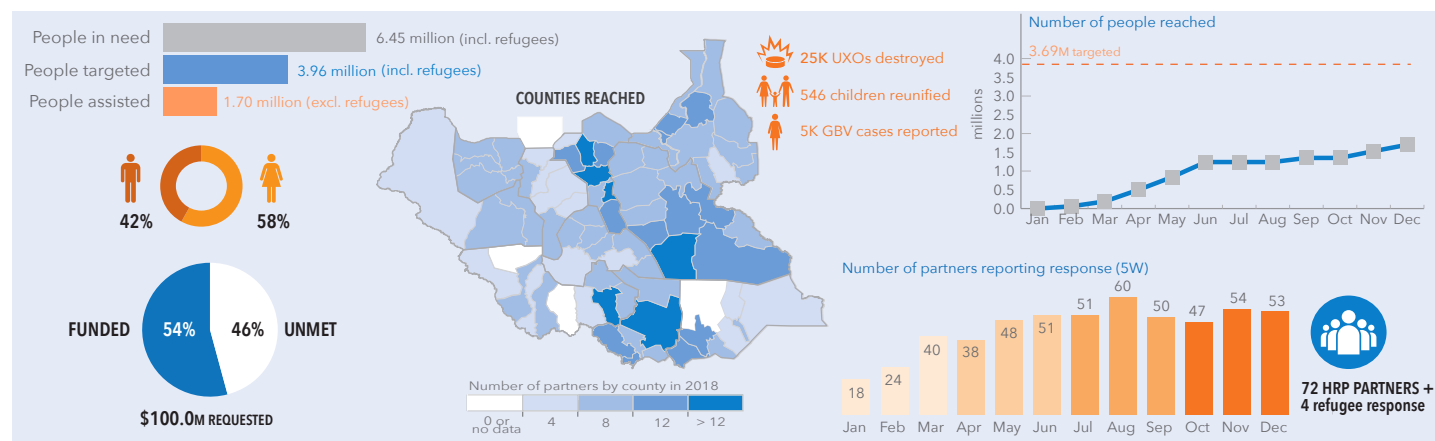 People in need
6.45 million (incl. refugees)
People targeted
3.96 million (incl. refugees)
People assisted
1.70 million (excl. refugees)
42%
58%
FUNDED
54%
46%
UNMET
$100.0M REQUESTED
COUNTIES REACHED
25K UXOs destroyed
546 children reunified
5K GBV cases reported
Number of partners by county in 2018
0 or
no data
4
8
12
> 12
Number of people reached
3.69M targeted
millions
4.0
3.5
3.0
2.5
2.0
1.5
1.0
0.5
0.0
Jan Feb Mar Apr May Jun Jul Aug Sep Oct Nov Dec
Number of partners reporting response (5W)
18 24 40 38 48 51 51 60 50 47 54 53
Jan Feb Mar Apr May Jun Jul Aug Sep Oct Nov Dec
72 HRP PARTNERS +
4 refugee response